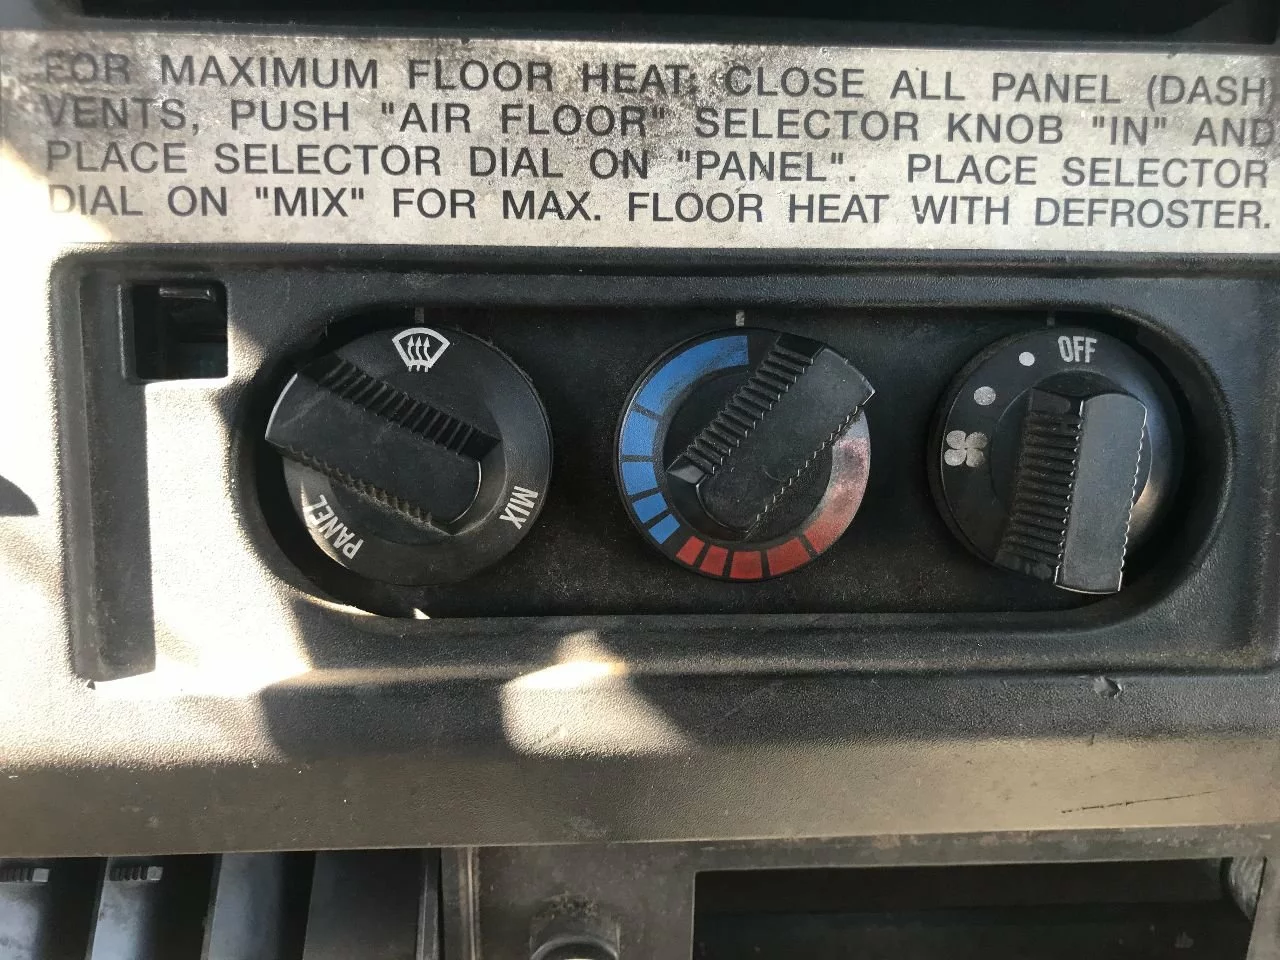 FOR MAXIMUM FLOOR HEAT: CLOSE ALL PANEL (DASH)
VENTS, PUSH "AIR FLOOR" SELECTOR KNOB "IN" AND
PLACE SELECTOR DIAL ON "PANEL". PLACE SELECTOR
DIAL ON "MIX" FOR MAX. FLOOR HEAT WITH DEFROSTER.
OFF
MIX
PANEL